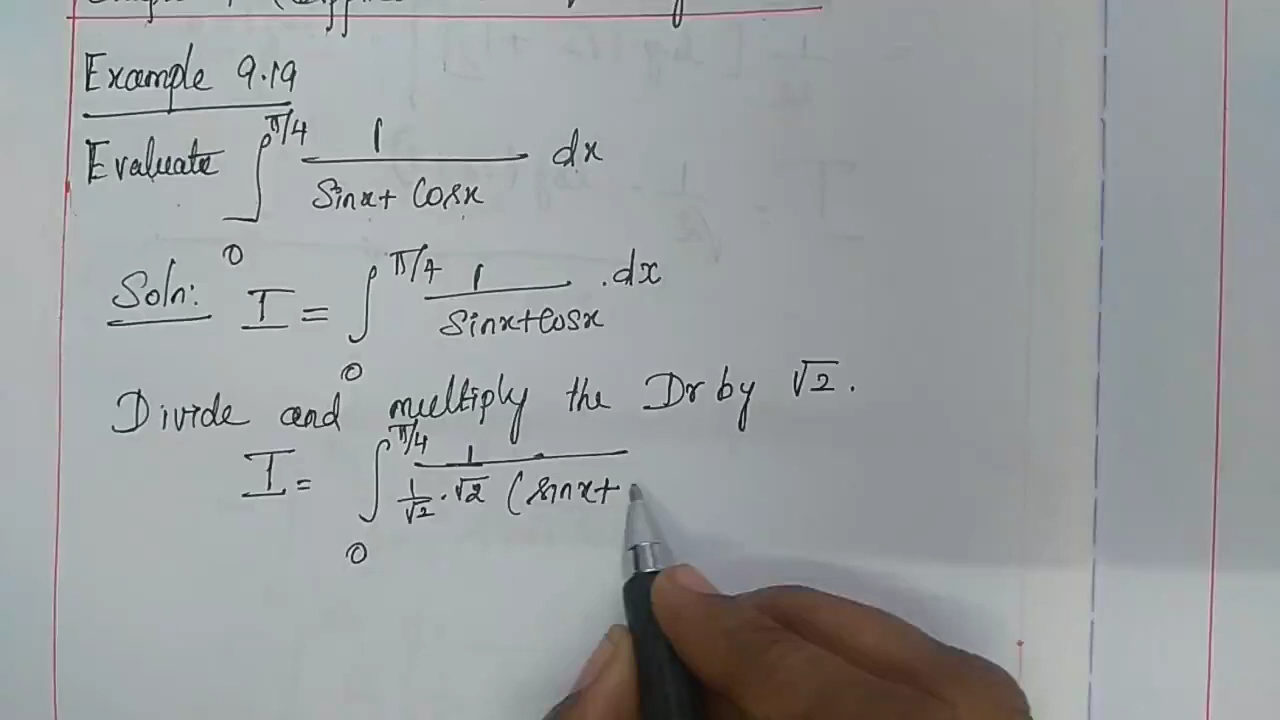 Example 9.19
Evaluate ∫₀^π/4 1/(Sinx + Cosx) dx
Soln: I = ∫₀^π/4 1/(Sinx+Cosx) .dx
Divide and multiply the Dr by √2.
I = ∫₀^π/4 1/(1/√2 . √2 (sinx+